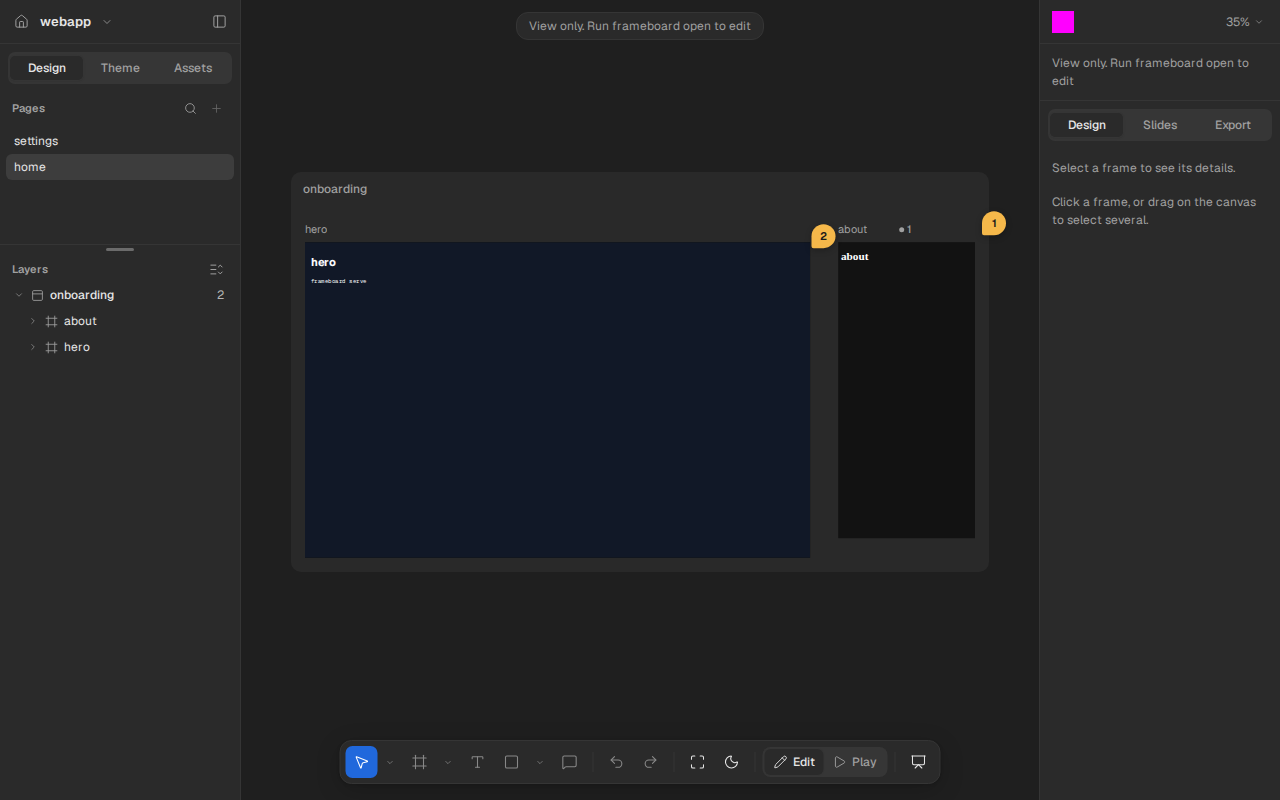 webapp
Design
Theme
Assets
Pages
settings
home
Layers
onboarding
2
about
hero
View only. Run frameboard open to edit
onboarding
hero
2
about
1
1
hero
frameboard serve
about
Edit
Play
35%
View only. Run frameboard open to
edit
Design
Slides
Export
Select a frame to see its details.
Click a frame, or drag on the canvas
to select several.